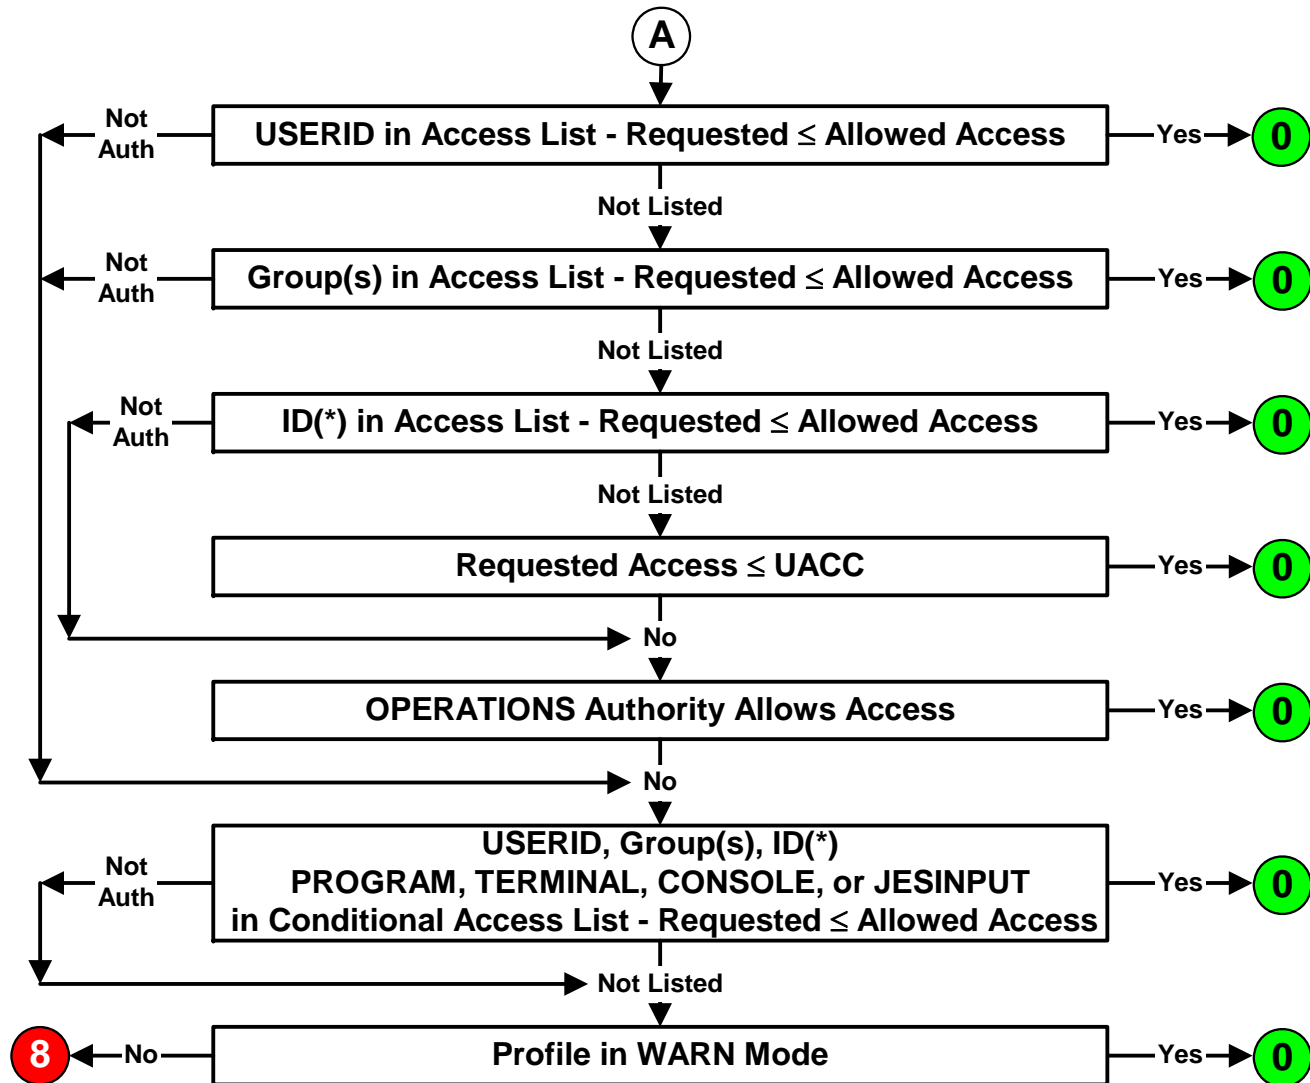 A
Not
Auth
USERID in Access List - Requested ≤ Allowed Access
Yes
0
Not Listed
Not
Auth
Group(s) in Access List - Requested ≤ Allowed Access
Yes
0
Not Listed
Not
Auth
ID(*) in Access List - Requested ≤ Allowed Access
Yes
0
Not Listed
Requested Access ≤ UACC
Yes
0
No
OPERATIONS Authority Allows Access
Yes
0
No
Not
Auth
USERID, Group(s), ID(*)
PROGRAM, TERMINAL, CONSOLE, or JESINPUT
in Conditional Access List - Requested ≤ Allowed Access
Yes
0
Not Listed
8
No
Profile in WARN Mode
Yes
0